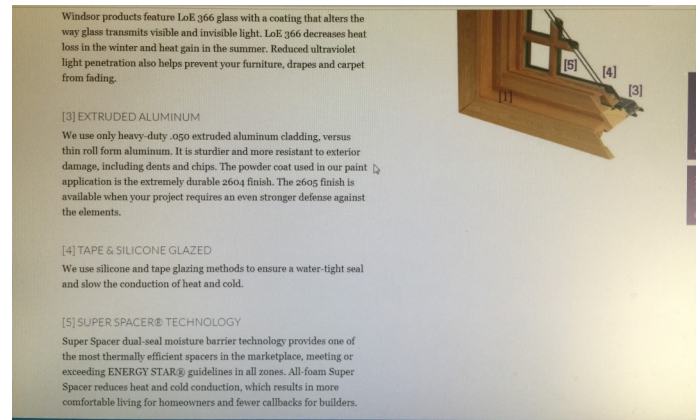 Windsor products feature LoE 366 glass with a coating that alters the
way glass transmits visible and invisible light. LoE 366 decreases heat
loss in the winter and heat gain in the summer. Reduced ultraviolet
light penetration also helps prevent your furniture, drapes and carpet
from fading.
[3] EXTRUDED ALUMINUM
We use only heavy-duty .050 extruded aluminum cladding, versus
thin roll form aluminum. It is sturdier and more resistant to exterior
damage, including dents and chips. The powder coat used in our paint
application is the extremely durable 2604 finish. The 2605 finish is
available when your project requires an even stronger defense against
the elements.
[4] TAPE & SILICONE GLAZED
We use silicone and tape glazing methods to ensure a water-tight seal
and slow the conduction of heat and cold.
[5] SUPER SPACER® TECHNOLOGY
Super Spacer dual-seal moisture barrier technology provides one of
the most thermally efficient spacers in the marketplace, meeting or
exceeding ENERGY STAR® guidelines in all zones. All-foam Super
Spacer reduces heat and cold conduction, which results in more
comfortable living for homeowners and fewer callbacks for builders.
[5]
[4]
[3]
[1]